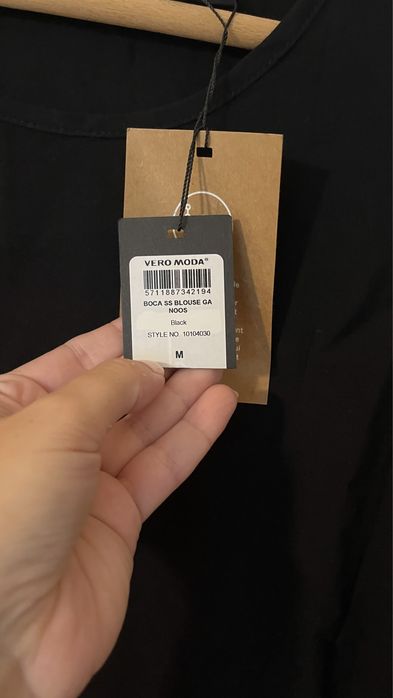 VERO MODA®
5711887342194
BOCA SS BLOUSE GA
NOOS
Black
STYLE NO. 10104030
M